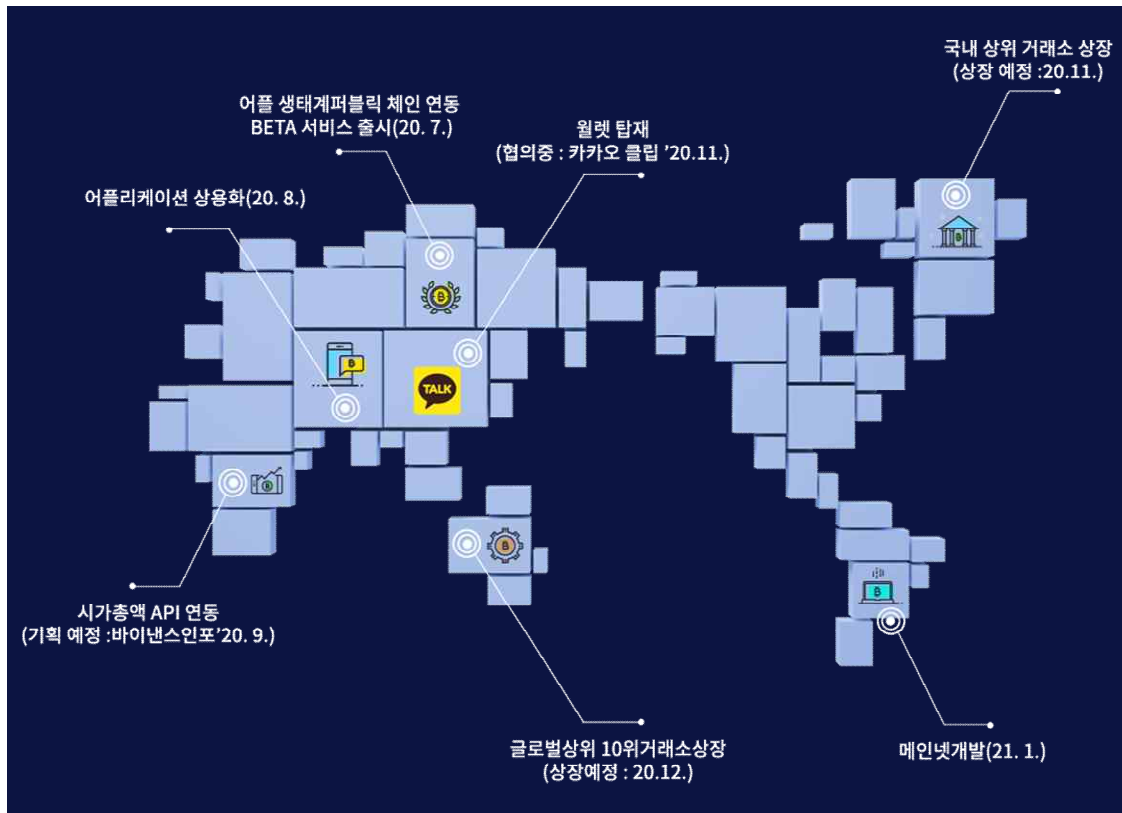 국내 상위 거래소 상장
(상장 예정 :20.11.)
어플 생태계퍼블릭 체인 연동
BETA 서비스 출시(20. 7.)
월렛 탑재
(협의중 : 카카오 클립 ’20.11.)
어플리케이션 상용화(20. 8.)
TALK
시가총액 API 연동
(기획 예정 :바이낸스인포’20. 9.)
글로벌상위 10위거래소상장
(상장예정 : 20.12.)
메인넷개발(21. 1.)